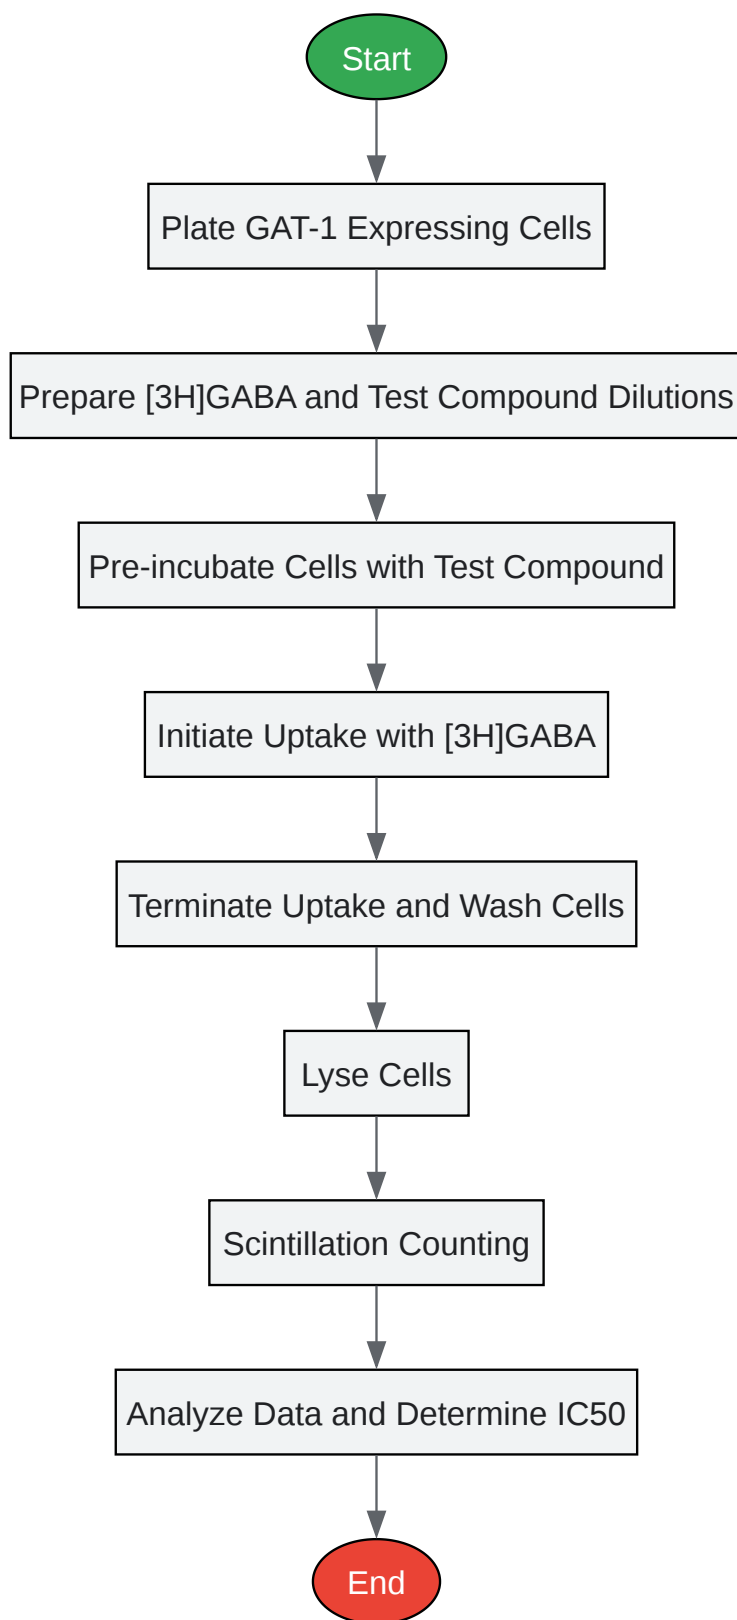 Start
Plate GAT-1 Expressing Cells
Prepare [3H]GABA and Test Compound Dilutions
Pre-incubate Cells with Test Compound
Initiate Uptake with [3H]GABA
Terminate Uptake and Wash Cells
Lyse Cells
Scintillation Counting
Analyze Data and Determine IC50
End